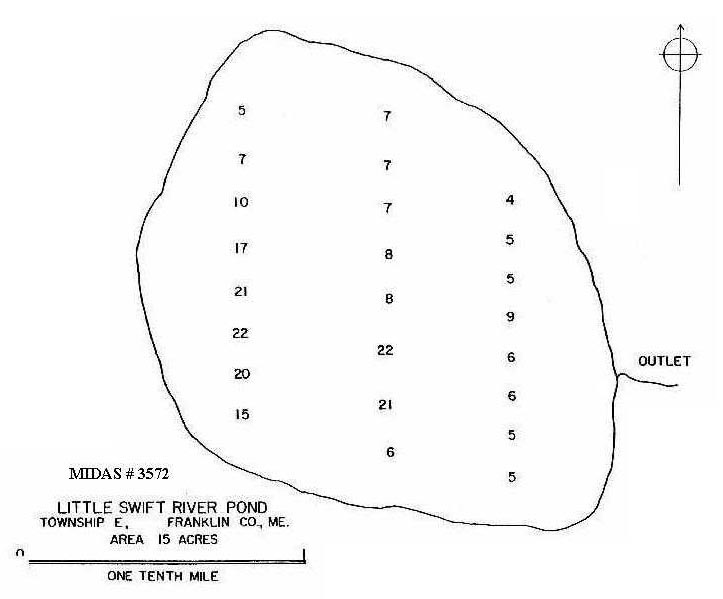 5 7
7 7
10 7 4
17 8 5
21 8 5
22 22 9
20 21 6
15 6 6
5
5
OUTLET
MIDAS # 3572
LITTLE SWIFT RIVER POND
TOWNSHIP E, FRANKLIN CO., ME.
AREA 15 ACRES
0
ONE TENTH MILE